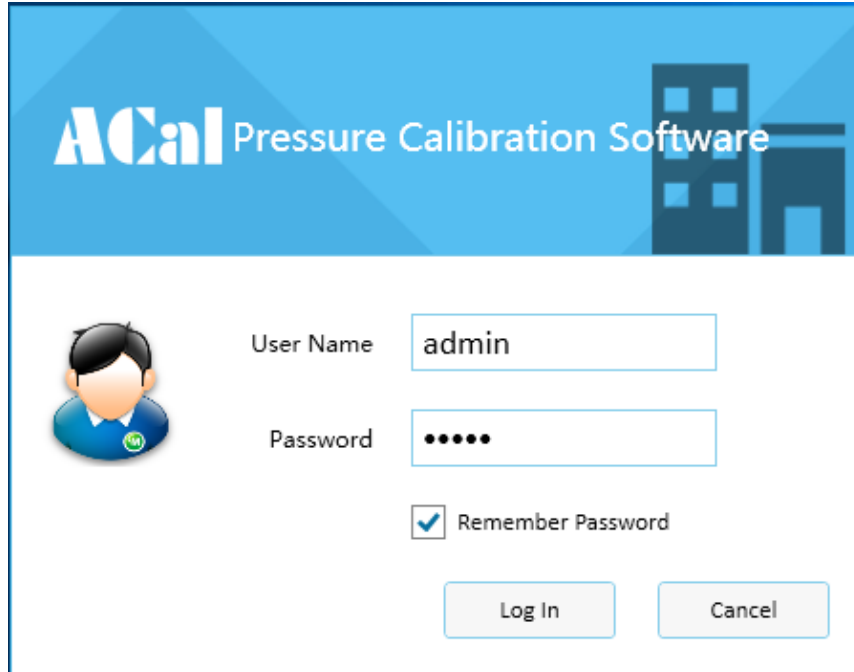 ACal Pressure Calibration Software
User Name admin
Password •••••
Remember Password
Log In Cancel